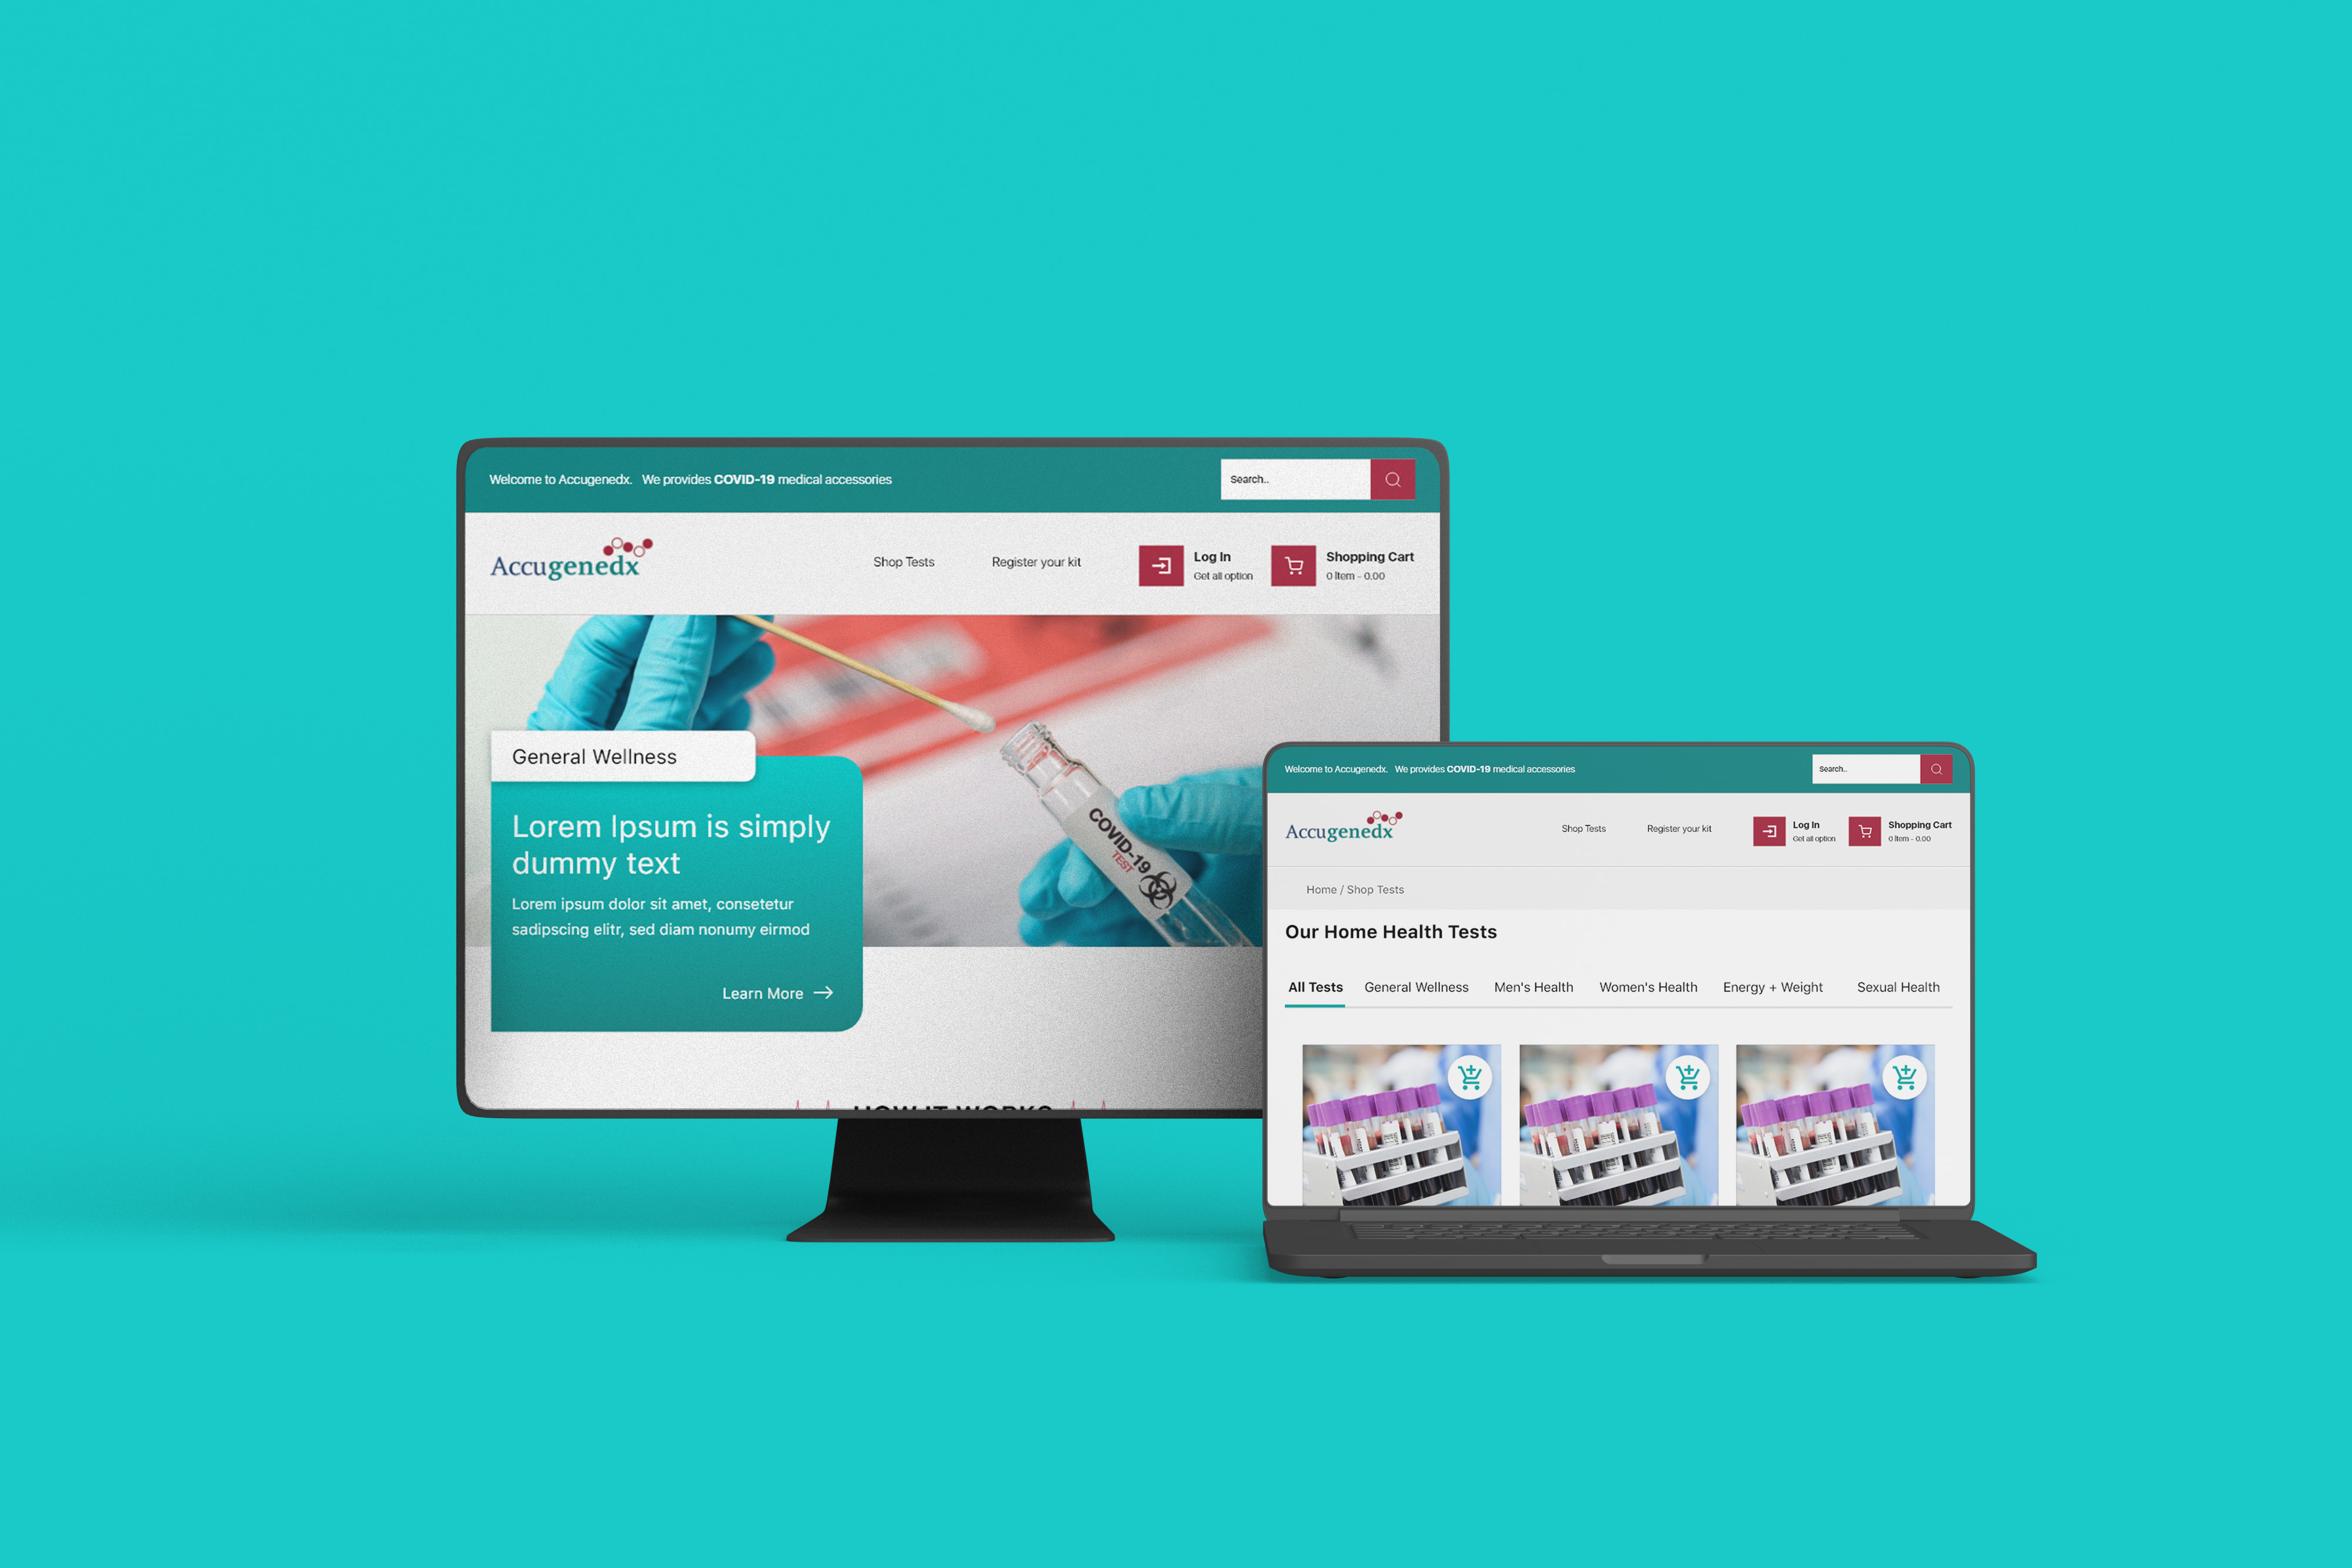 Welcome to Accugenedx. We provides COVID-19 medical accessories
Search..
Accugenedx
Shop Tests
Register your kit
Log In
Get all option
Shopping Cart
0 Item - 0.00
General Wellness
Lorem Ipsum is simply
dummy text
Lorem ipsum dolor sit amet, consetetur
sadipscing elitr, sed diam nonumy eirmod
Learn More
COVID-19
TEST
HOW IT WORKS
Welcome to Accugenedx. We provides COVID-19 medical accessories
Search..
Accugenedx
Shop Tests
Register your kit
Log In
Get all option
Shopping Cart
0 Item - 0.00
Home / Shop Tests
Our Home Health Tests
All Tests
General Wellness
Men's Health
Women's Health
Energy + Weight
Sexual Health